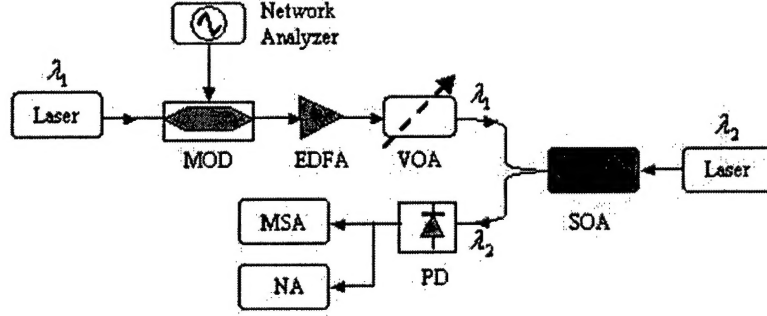 Network
Analyzer
λ₁
Laser
MOD
EDFA
VOA
λ₁
λ₂
Laser
SOA
MSA
NA
PD
λ₂